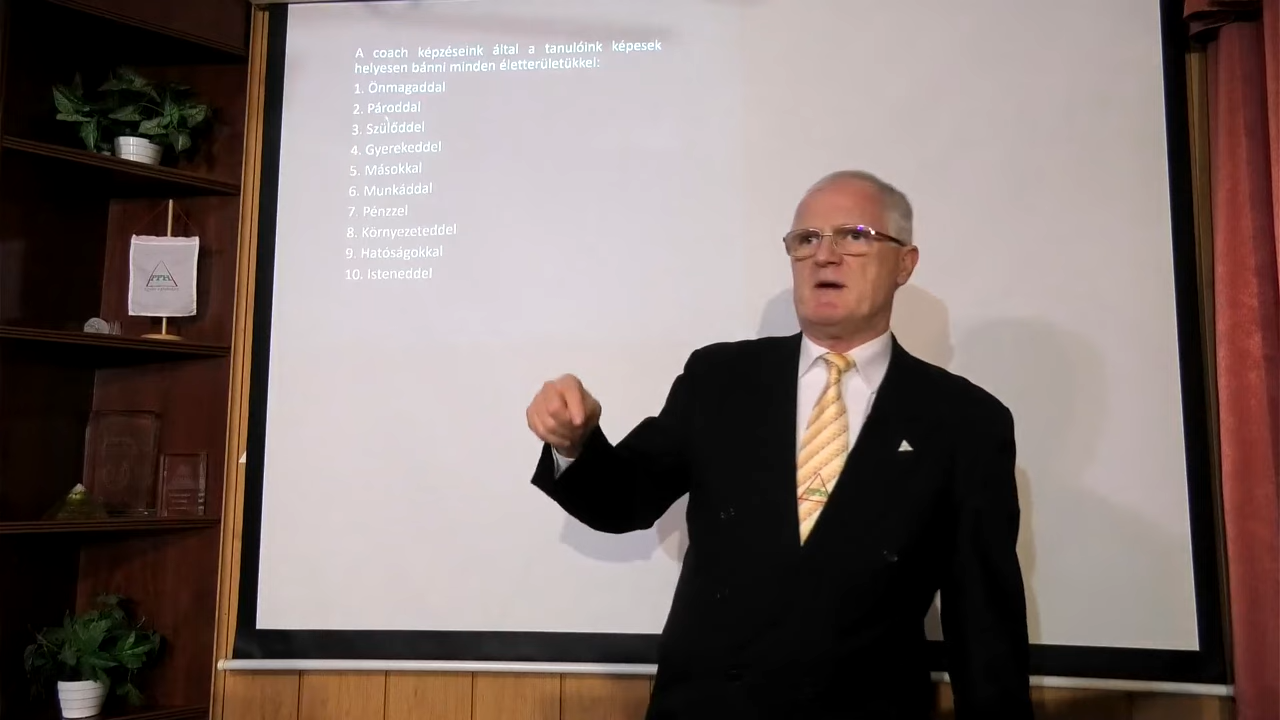 A coach képzéseink által a tanulóink képesek
helyesen bánni minden életterületükkel:
1. Önmagaddal
2. Pároddal
3. Szülőddel
4. Gyerekeddel
5. Másokkal
6. Munkáddal
7. Pénzzel
8. Környezeteddel
9. Hatóságokkal
10. Isteneddel